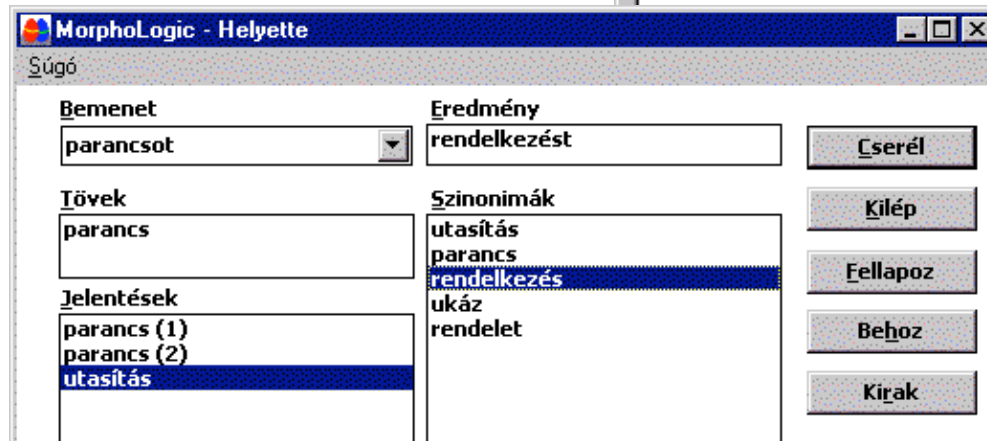 MorphoLogic - Helyette
Súgó
Bemenet
parancsot
Eredmény
rendelkezést
Cserél
Tövek
parancs
Szinonimák
utasítás
parancs
rendelkezés
ukáz
rendelet
Kilép
Fellapoz
Jelentések
parancs (1)
parancs (2)
utasítás
Behoz
Kirak